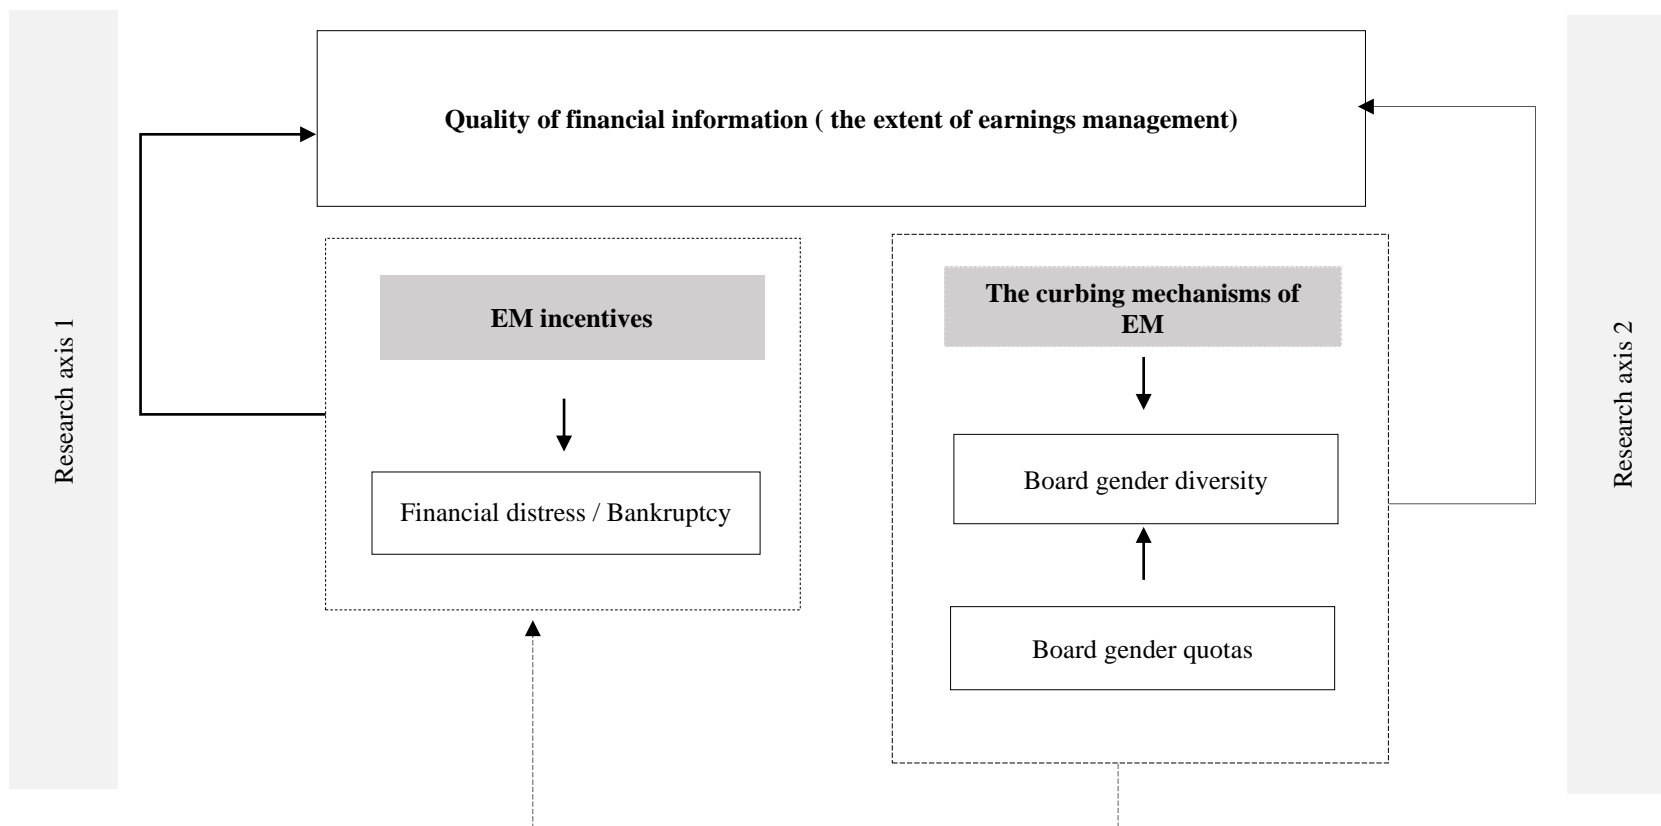 Quality of financial information ( the extent of earnings management)
Research axis 1
EM incentives
Financial distress / Bankruptcy
The curbing mechanisms of
EM
Board gender diversity
Board gender quotas
Research axis 2